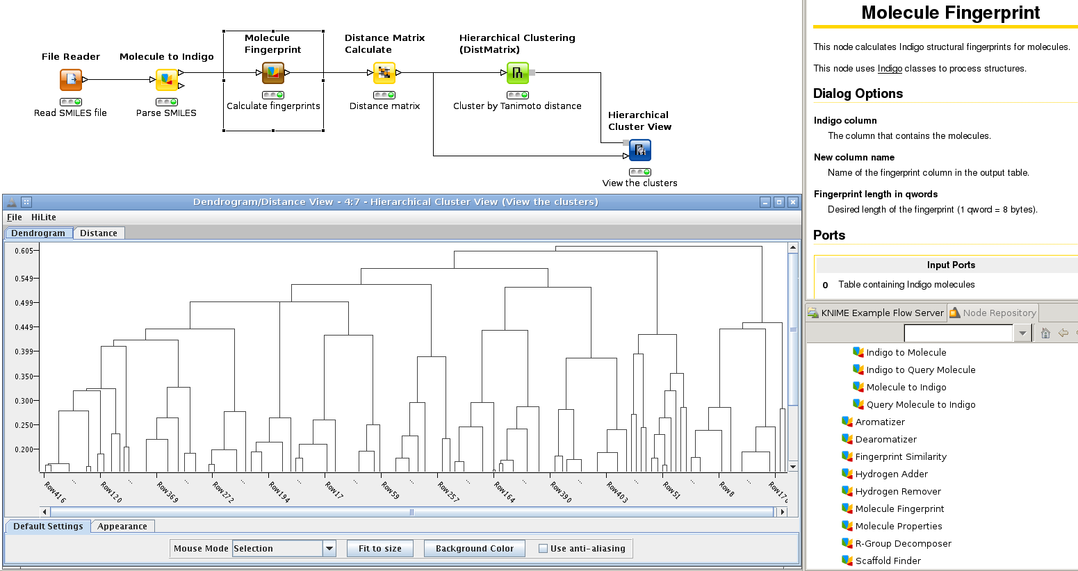 File Reader
Read SMILES file
Molecule to Indigo
Parse SMILES
Molecule
Fingerprint
Calculate fingerprints
Distance Matrix
Calculate
Distance matrix
Hierarchical Clustering
(DistMatrix)
Cluster by Tanimoto distance
Hierarchical
Cluster View
View the clusters
Dendrogram/Distance View - 4:7 - Hierarchical Cluster View (View the clusters)
File HiLite
Dendrogram Distance
0.605
0.549
0.499
0.449
0.399
0.350
0.300
0.250
0.200
Row416 ... Row120 ... Row369 ... Row272 ... Row194 ... Row17 ... Row59 ... Row257 ... Row164 ... Row390 ... Row403 ... Row51 ... Row8 ... Row17
Default Settings Appearance
Mouse Mode Selection Fit to size Background Color Use anti-aliasing
Molecule Fingerprint
This node calculates Indigo structural fingerprints for molecules.
This node uses Indigo classes to process structures.
Dialog Options
Indigo column
The column that contains the molecules.
New column name
Name of the fingerprint column in the output table.
Fingerprint length in qwords
Desired length of the fingerprint (1 qword = 8 bytes).
Ports
Input Ports
0 Table containing Indigo molecules
KNIME Example Flow Server Node Repository
Indigo to Molecule
Indigo to Query Molecule
Molecule to Indigo
Query Molecule to Indigo
Aromatizer
Dearomatizer
Fingerprint Similarity
Hydrogen Adder
Hydrogen Remover
Molecule Fingerprint
Molecule Properties
R-Group Decomposer
Scaffold Finder